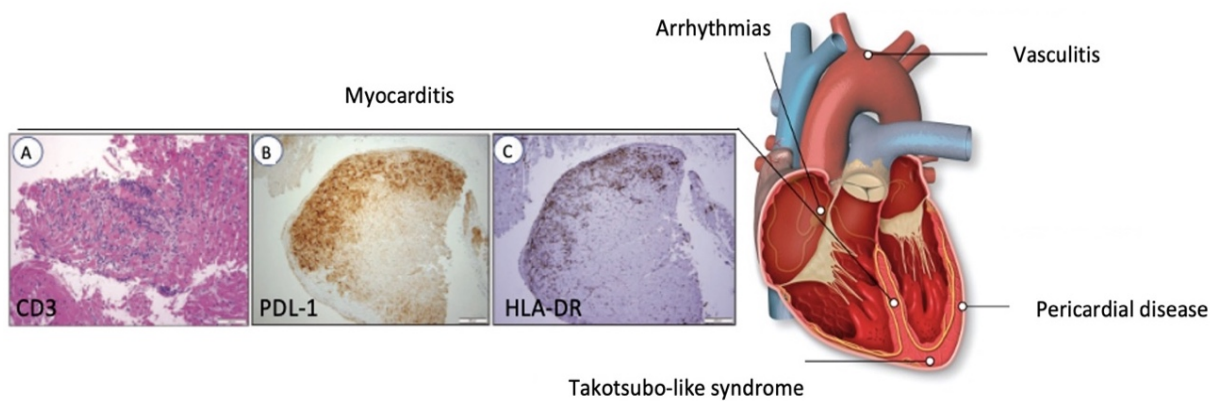 Arrhythmias
Vasculitis
Myocarditis
A
B
C
CD3
PDL-1
HLA-DR
Pericardial disease
Takotsubo-like syndrome